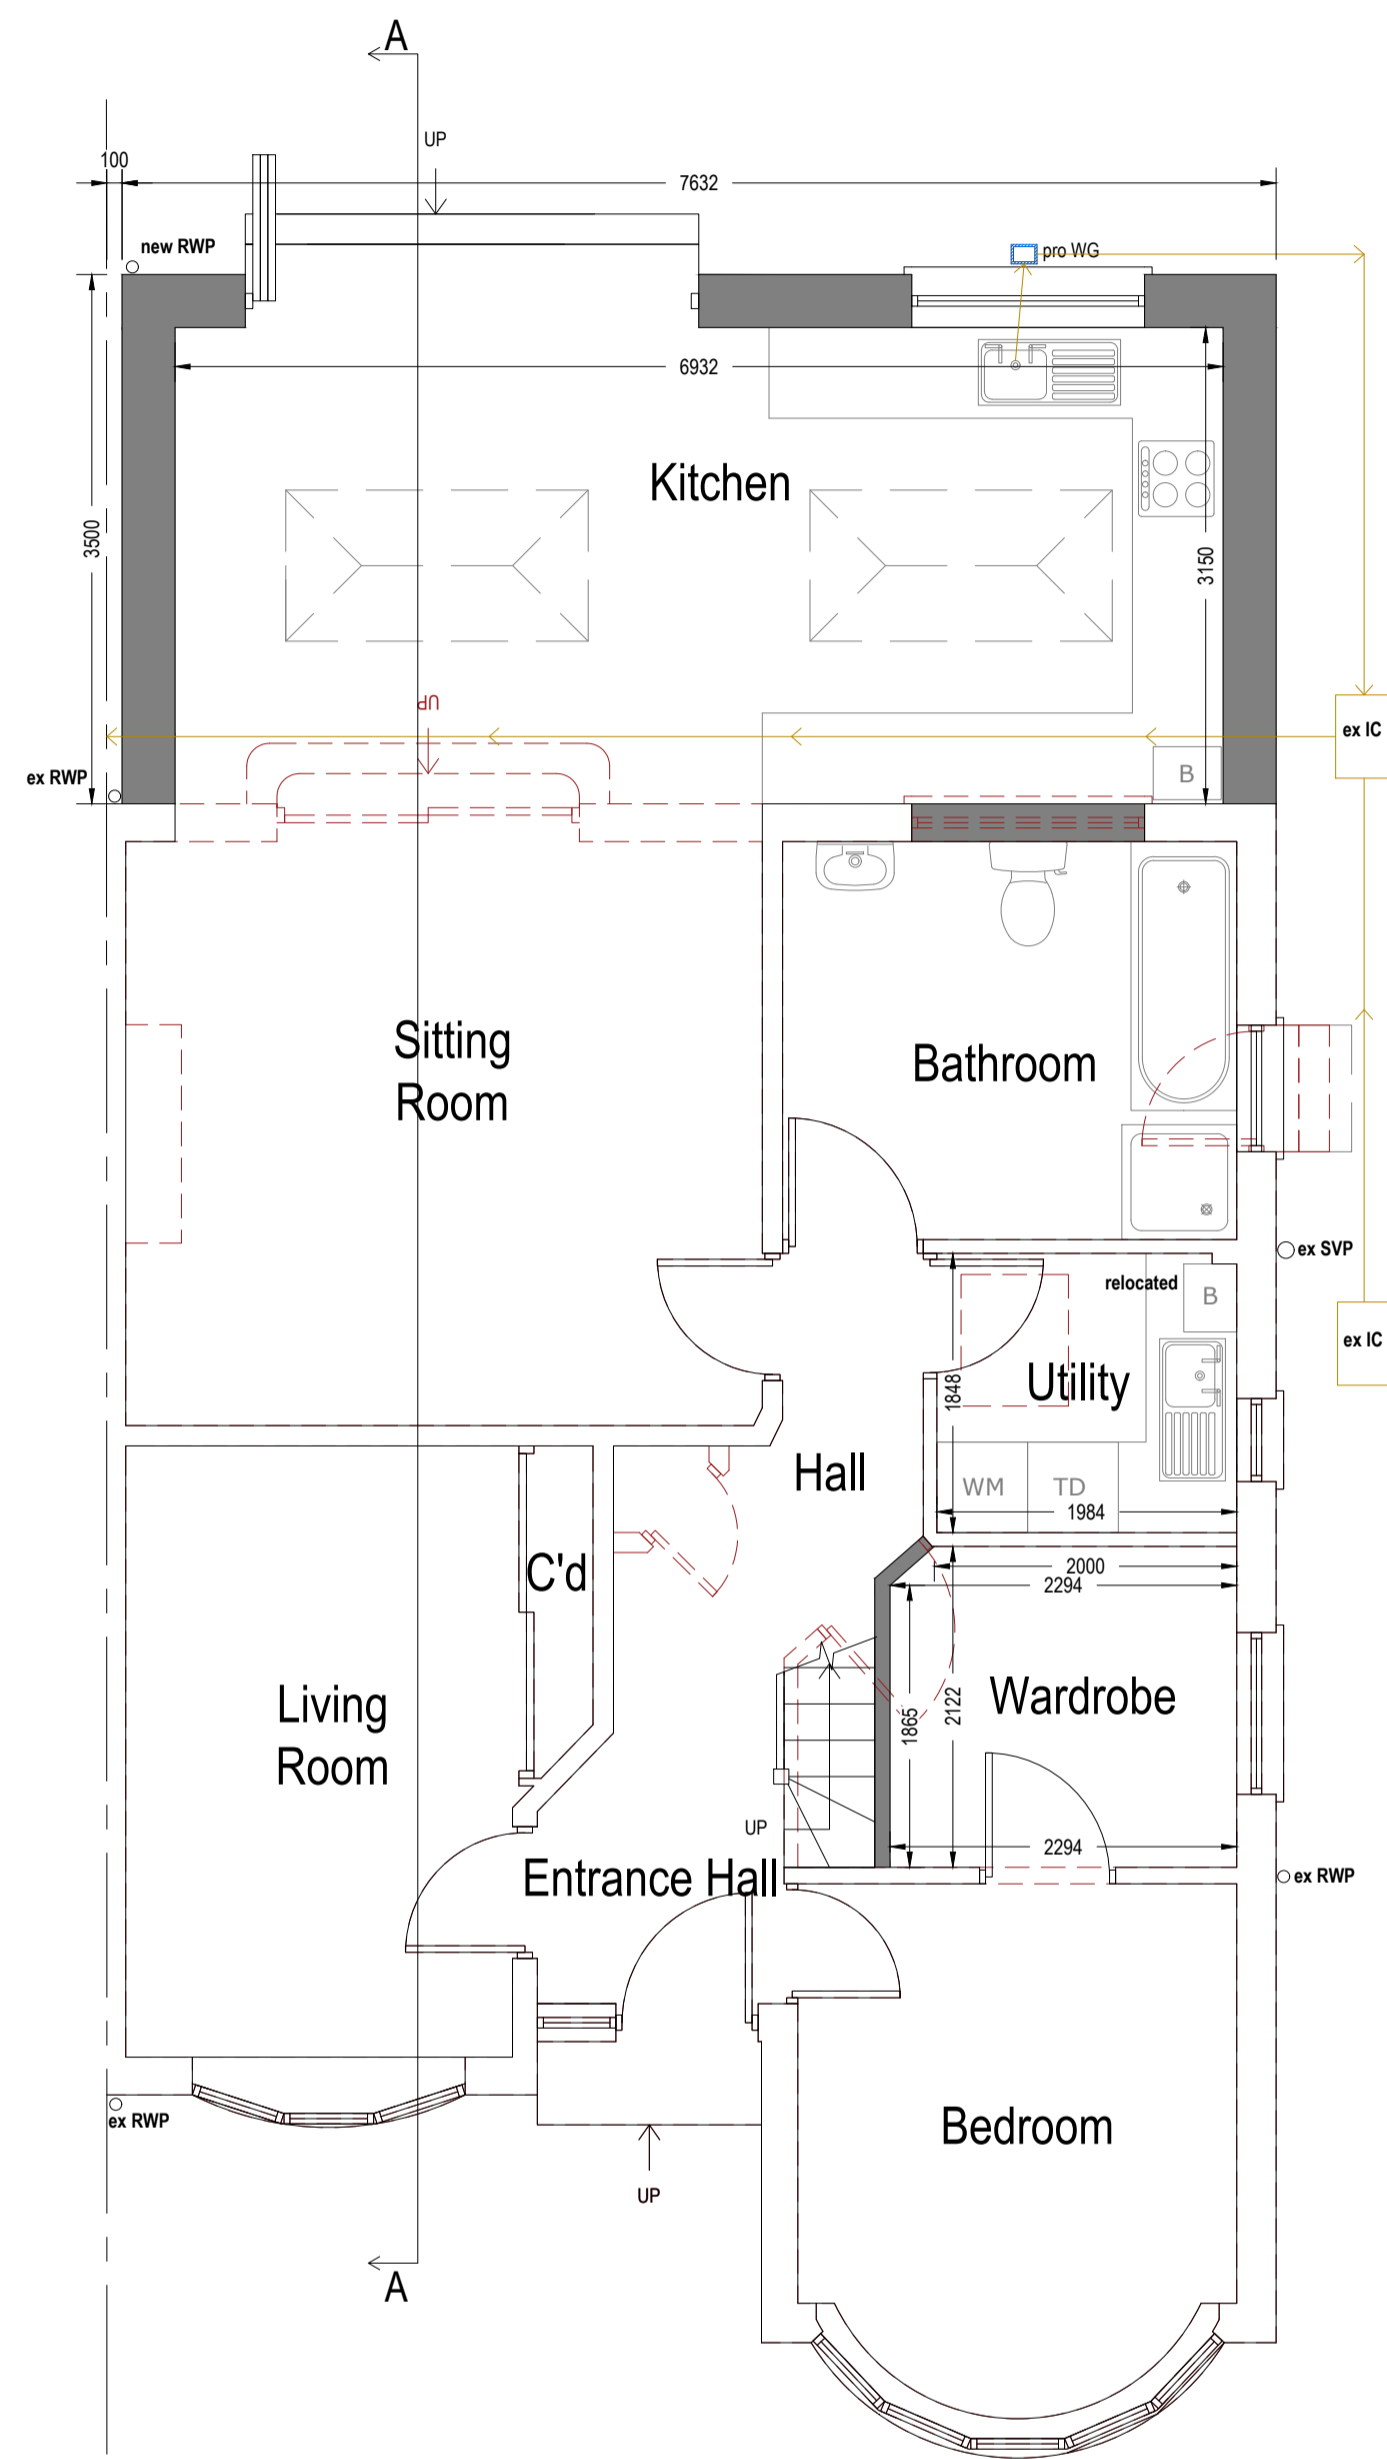 A
UP
100
7632
new RWP
pro WG
6932
Kitchen
3500
3150
UP
ex IC
ex RWP
B
Sitting
Room
Bathroom
ex SVP
relocated
B
ex IC
Utility
1848
Hall
WM
TD
1984
C'd
2000
2294
Living
Room
Wardrobe
1865
2122
UP
2294
Entrance Hall
ex RWP
ex RWP
Bedroom
UP
A